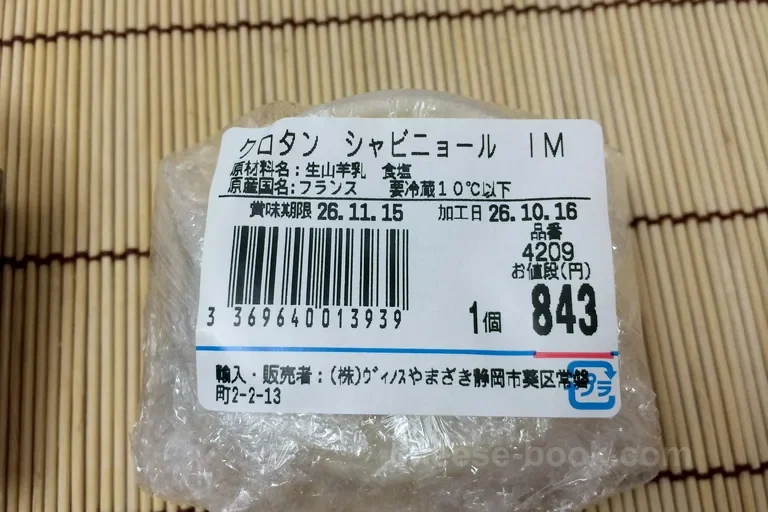 クロタン シャビニョール IM
原材料名：生山羊乳 食塩
原産国名：フランス 要冷蔵10℃以下
賞味期限 26.11.15 加工日 26.10.16
品番
4209
お値段(円)
1個 843
3 369640013939
輸入・販売者：(株)ヴィノスやまざき静岡市葵区常磐
町2-2-13
プラ
cheese-book.com